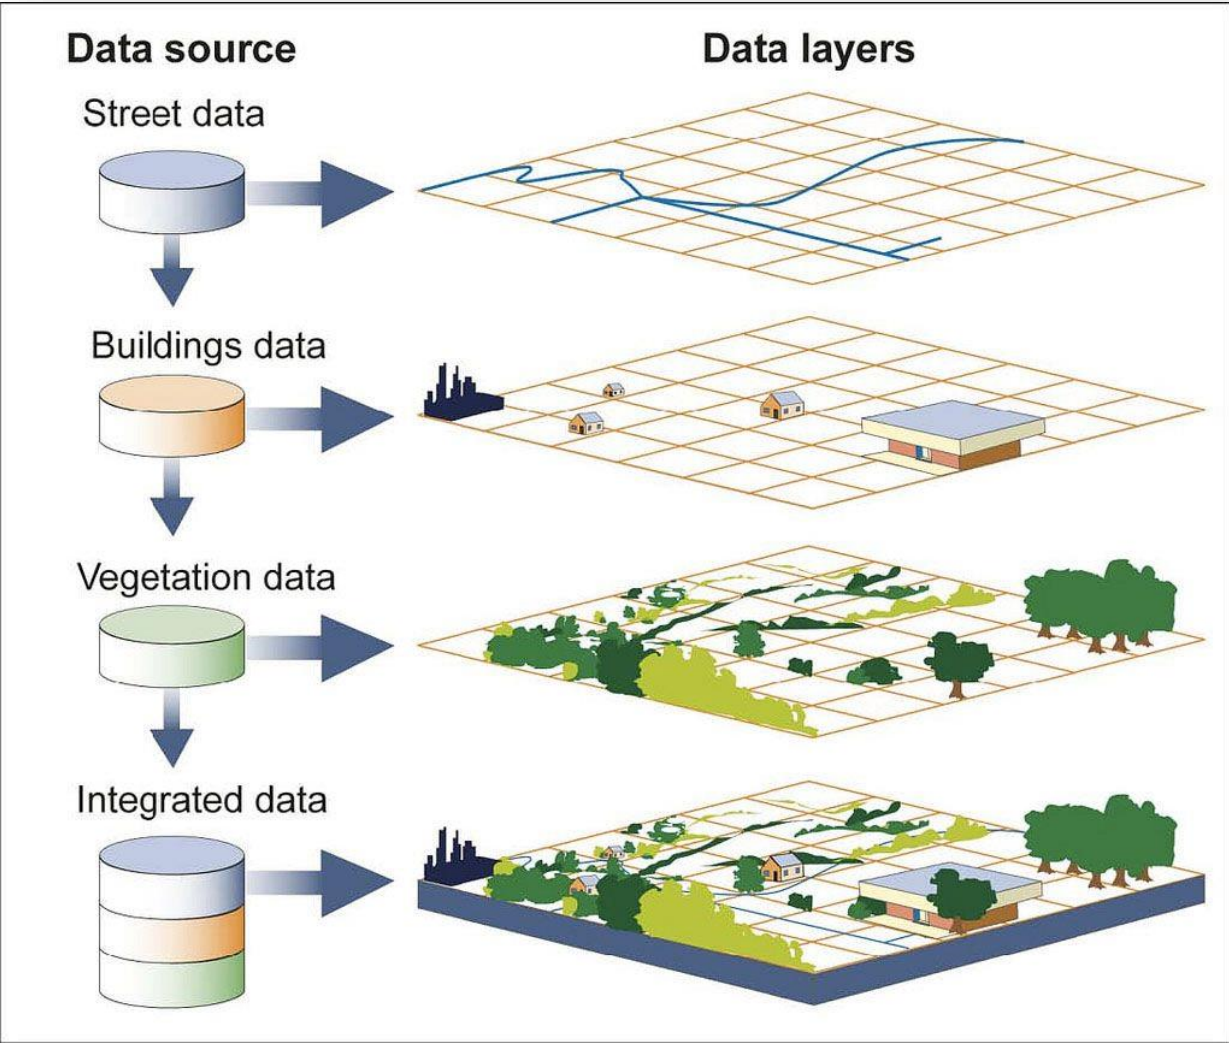 Data source
Data layers
Street data
Buildings data
Vegetation data
Integrated data